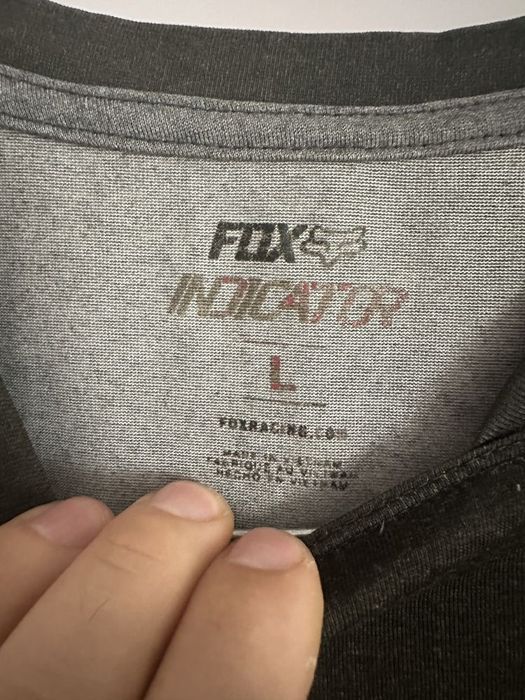 FOX
INDICATOR
L
FOXRACING.COM
MADE IN VIETNAM
FABRIQUÉ AU VIETNAM
HECHO EN VIETNAM